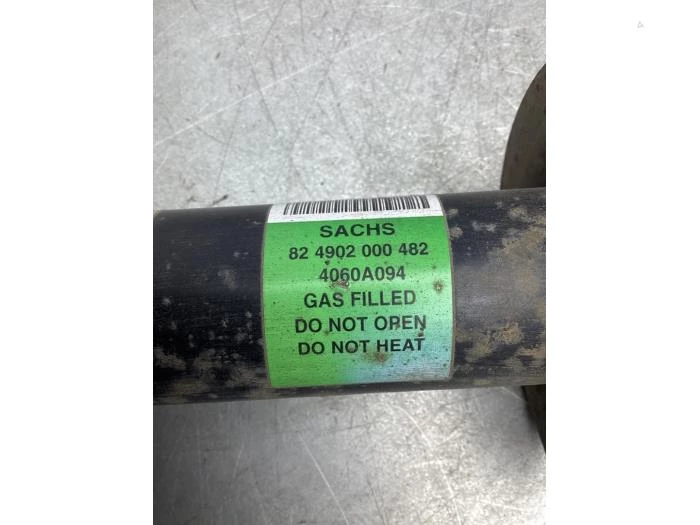 SACHS
82 4902 000 482
4060A094
GAS FILLED
DO NOT OPEN
DO NOT HEAT